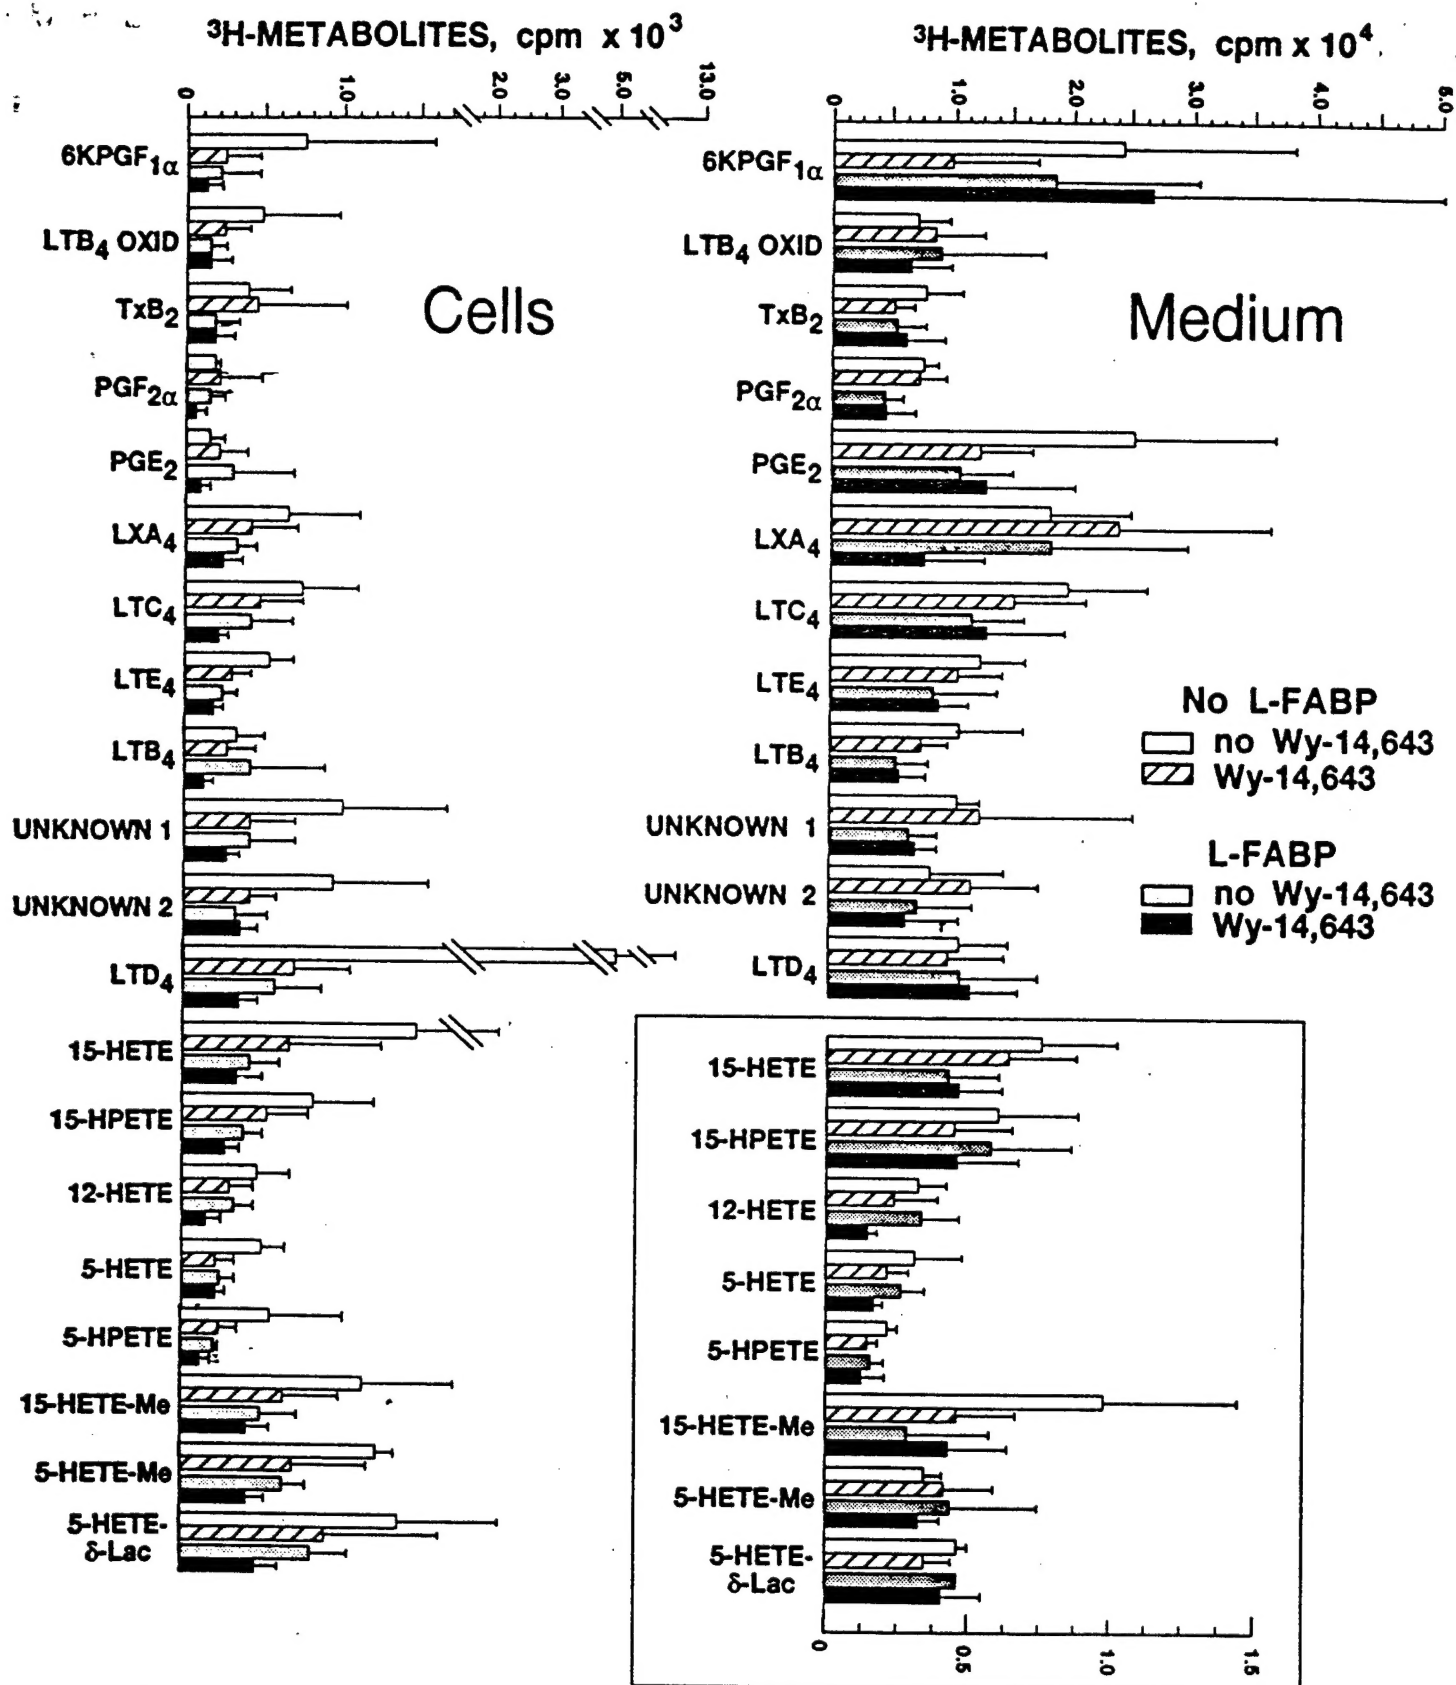 ³H-METABOLITES, cpm x 10³
0 1.0 2.0 3.0 5.0 13.0
6KPGF1α
LTB4 OXID
TxB2
PGF2α
PGE2
LXA4
LTC4
LTE4
LTB4
UNKNOWN 1
UNKNOWN 2
LTD4
15-HETE
15-HPETE
12-HETE
5-HETE
5-HPETE
15-HETE-Me
5-HETE-Me
5-HETE-
δ-Lac
Cells
³H-METABOLITES, cpm x 10⁴
0 1.0 2.0 3.0 4.0
6KPGF1α
LTB4 OXID
TxB2
PGF2α
PGE2
LXA4
LTC4
LTE4
LTB4
UNKNOWN 1
UNKNOWN 2
LTD4
Medium
No L-FABP
no Wy-14,643
Wy-14,643
L-FABP
no Wy-14,643
Wy-14,643
15-HETE
15-HPETE
12-HETE
5-HETE
5-HPETE
15-HETE-Me
5-HETE-Me
5-HETE-
δ-Lac
0 0.5 1.0 1.5